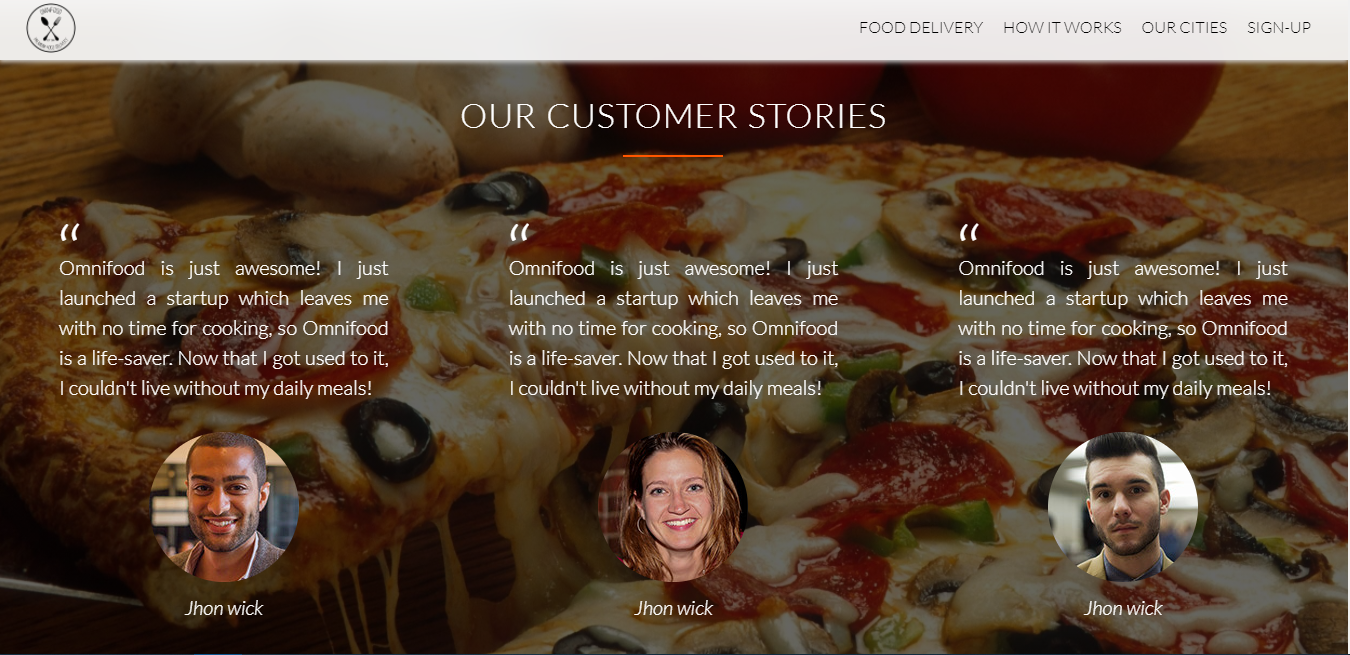 OMNIFOOD
FOOD DELIVERY HOW IT WORKS OUR CITIES SIGN-UP
OUR CUSTOMER STORIES
“
Omnifood is just awesome! I just
launched a startup which leaves me
with no time for cooking, so Omnifood
is a life-saver. Now that I got used to it,
I couldn't live without my daily meals!
Jhon wick
“
Omnifood is just awesome! I just
launched a startup which leaves me
with no time for cooking, so Omnifood
is a life-saver. Now that I got used to it,
I couldn't live without my daily meals!
Jhon wick
“
Omnifood is just awesome! I just
launched a startup which leaves me
with no time for cooking, so Omnifood
is a life-saver. Now that I got used to it,
I couldn't live without my daily meals!
Jhon wick